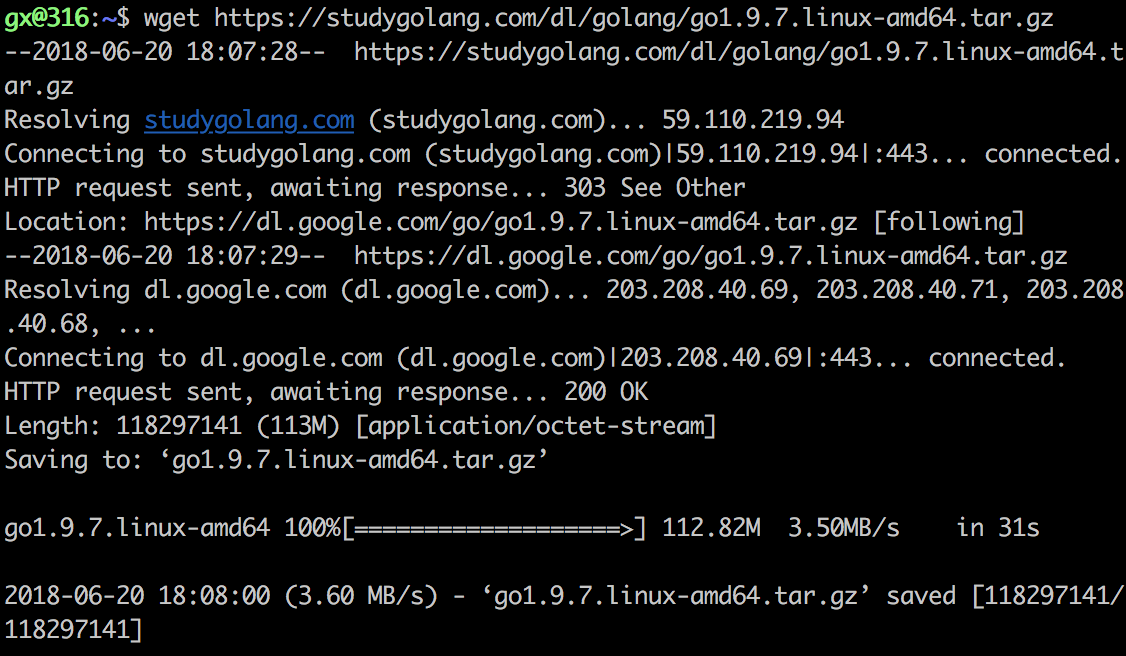 gx@316:~$ wget https://studygolang.com/dl/golang/go1.9.7.linux-amd64.tar.gz
--2018-06-20 18:07:28--  https://studygolang.com/dl/golang/go1.9.7.linux-amd64.t
ar.gz
Resolving studygolang.com (studygolang.com)... 59.110.219.94
Connecting to studygolang.com (studygolang.com)|59.110.219.94|:443... connected.
HTTP request sent, awaiting response... 303 See Other
Location: https://dl.google.com/go/go1.9.7.linux-amd64.tar.gz [following]
--2018-06-20 18:07:29--  https://dl.google.com/go/go1.9.7.linux-amd64.tar.gz
Resolving dl.google.com (dl.google.com)... 203.208.40.69, 203.208.40.71, 203.208
.40.68, ...
Connecting to dl.google.com (dl.google.com)|203.208.40.69|:443... connected.
HTTP request sent, awaiting response... 200 OK
Length: 118297141 (113M) [application/octet-stream]
Saving to: ‘go1.9.7.linux-amd64.tar.gz’
go1.9.7.linux-amd64 100%[===================>] 112.82M  3.50MB/s    in 31s
2018-06-20 18:08:00 (3.60 MB/s) - ‘go1.9.7.linux-amd64.tar.gz’ saved [118297141/
118297141]